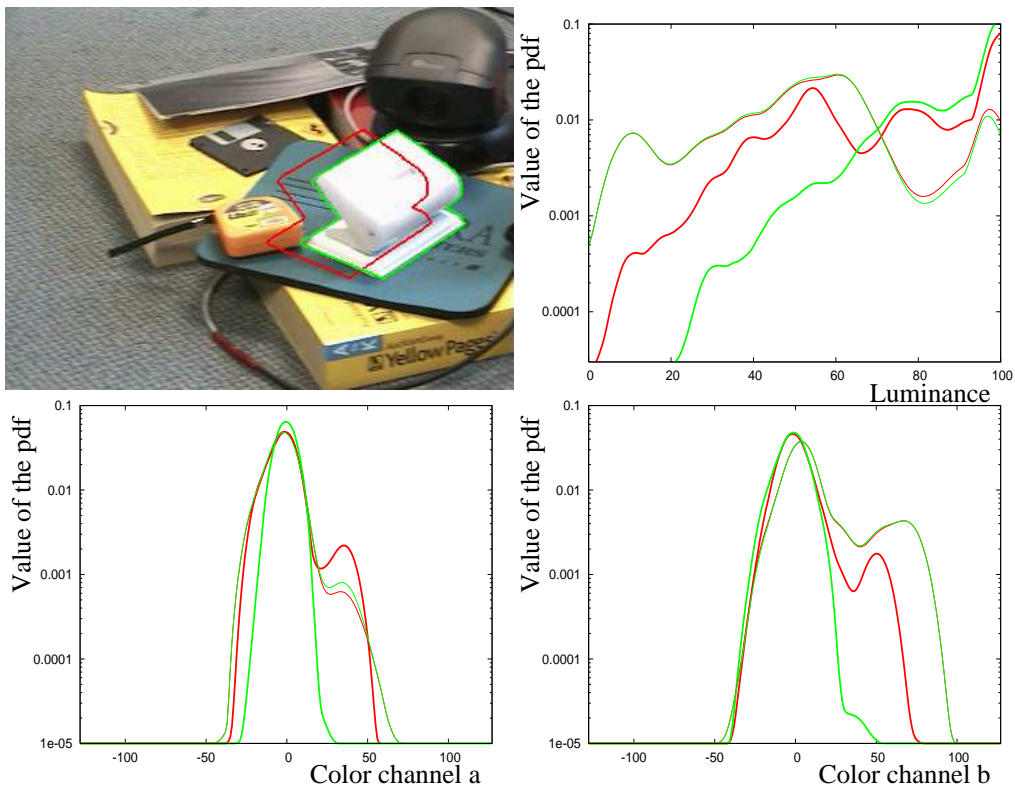 Yellow Pages
Value of the pdf
0.1
0.01
0.001
0.0001
0 20 40 60 80 100
Luminance
Value of the pdf
0.1
0.01
0.001
0.0001
1e-05
-100 -50 0 50 100
Color channel a
Value of the pdf
0.1
0.01
0.001
0.0001
1e-05
-100 -50 0 50 100
Color channel b